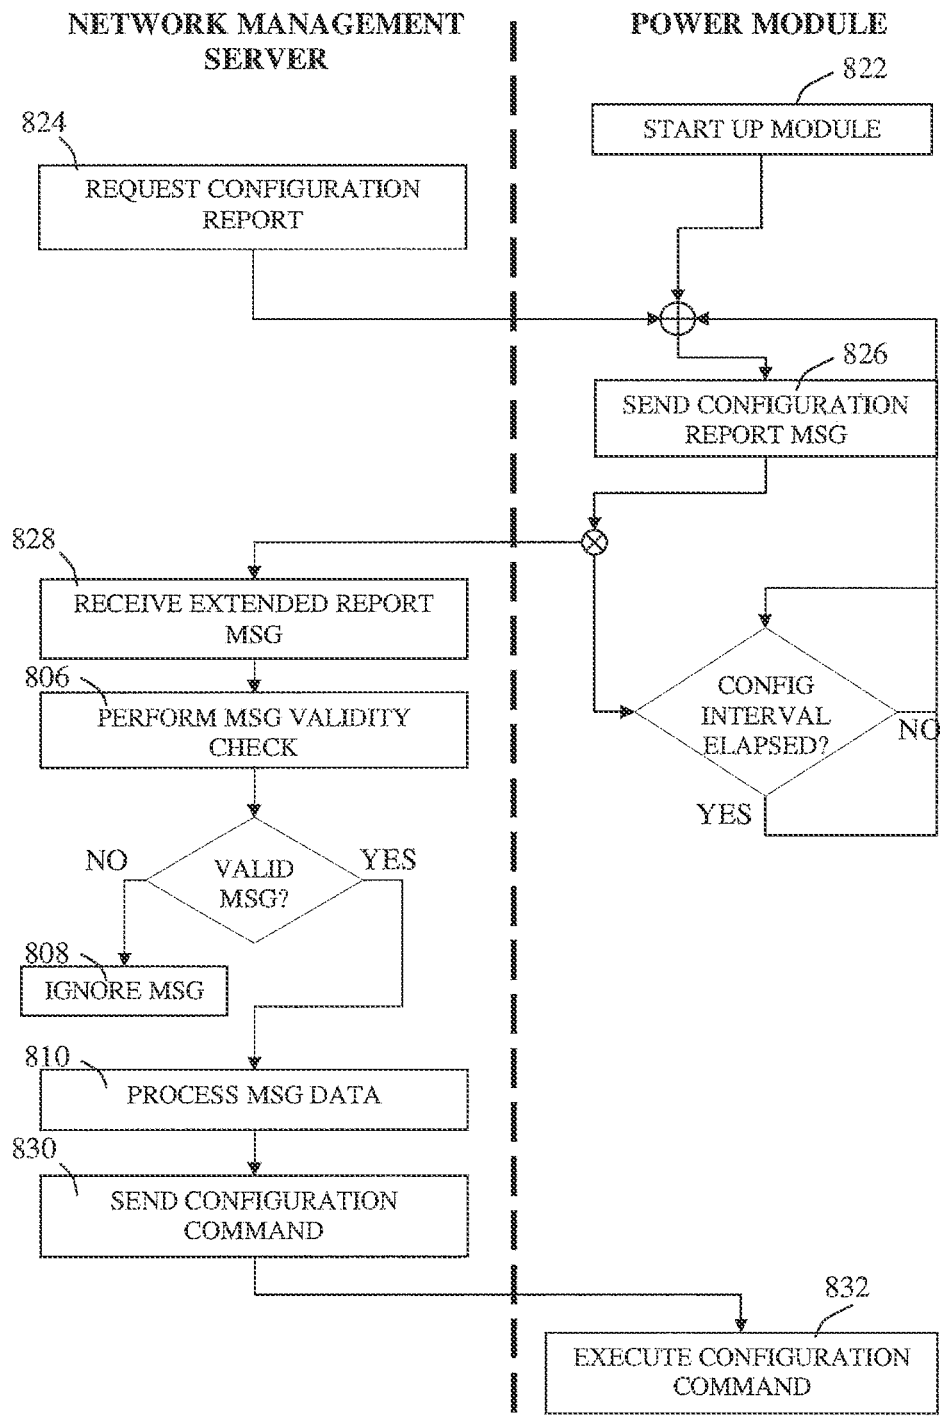 NETWORK MANAGEMENT
SERVER
POWER MODULE
822
START UP MODULE
824
REQUEST CONFIGURATION
REPORT
826
SEND CONFIGURATION
REPORT MSG
828
RECEIVE EXTENDED REPORT
MSG
806
PERFORM MSG VALIDITY
CHECK
CONFIG
INTERVAL
ELAPSED?
NO
YES
NO
VALID
MSG?
YES
808
IGNORE MSG
810
PROCESS MSG DATA
830
SEND CONFIGURATION
COMMAND
832
EXECUTE CONFIGURATION
COMMAND